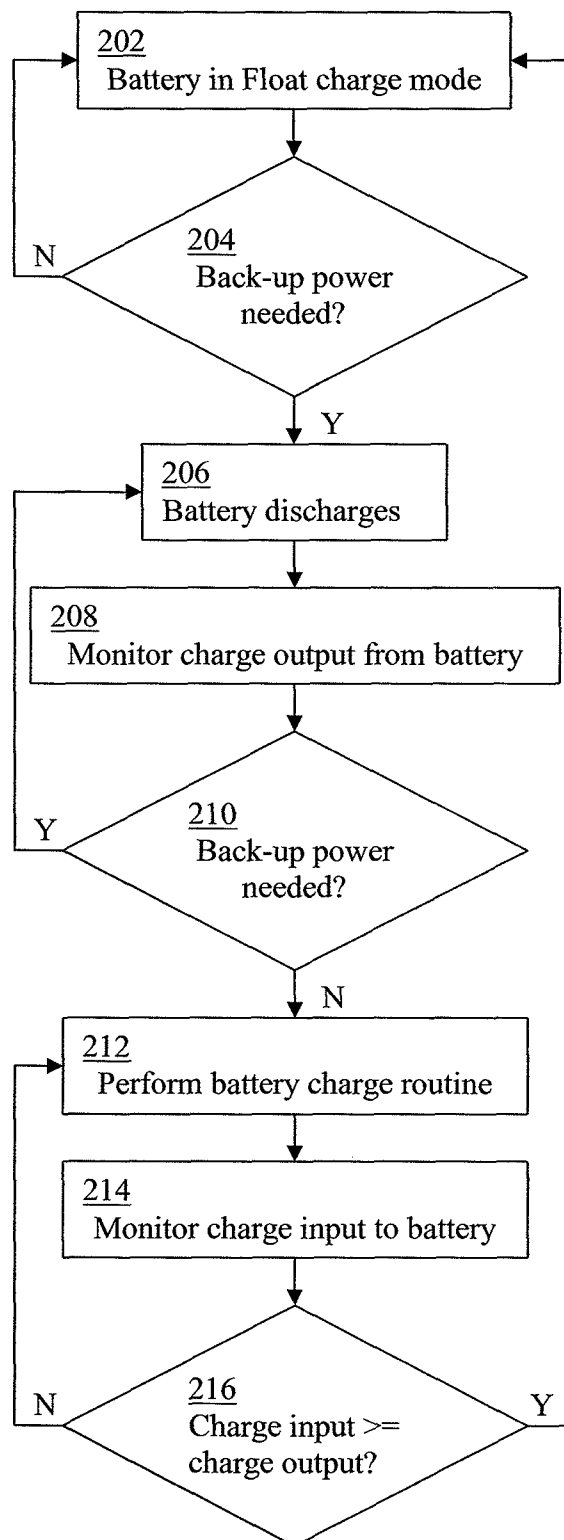 202
Battery in Float charge mode
204
Back-up power
needed?
N
Y
206
Battery discharges
208
Monitor charge output from battery
210
Back-up power
needed?
Y
N
212
Perform battery charge routine
214
Monitor charge input to battery
216
Charge input >=
charge output?
N
Y